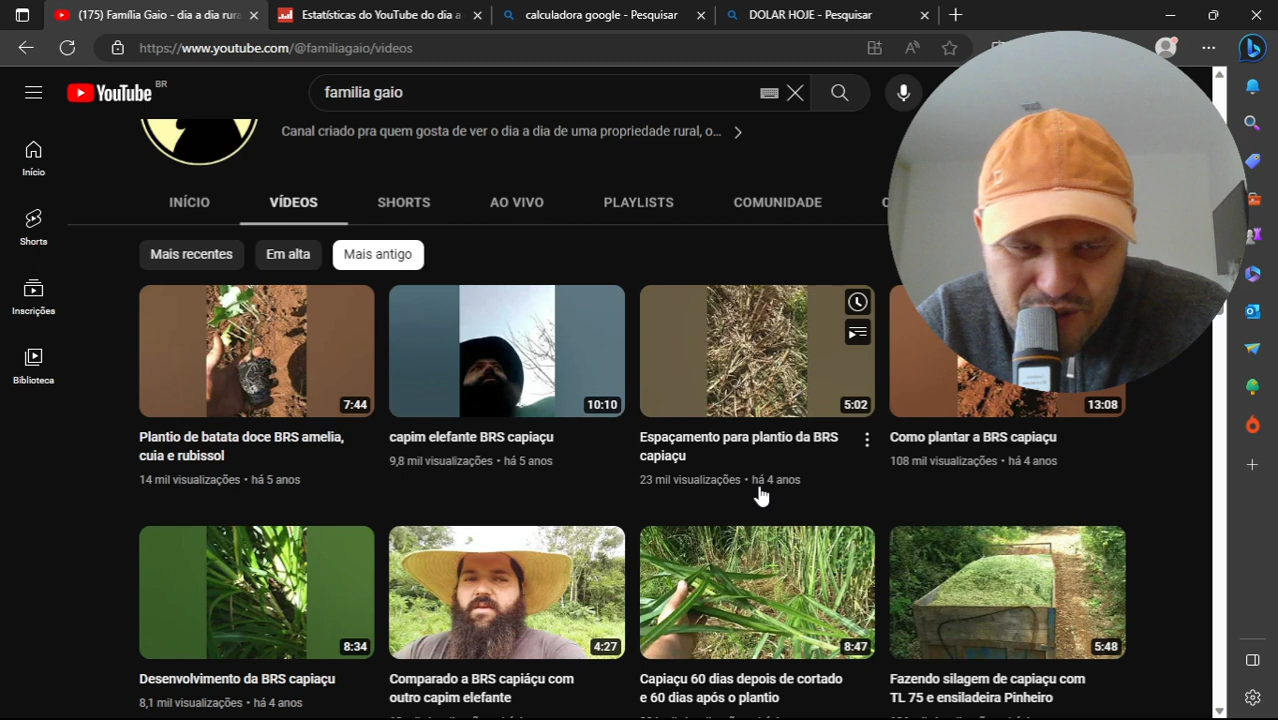 (175) Família Gaio - dia a dia rura
Estatísticas do YouTube do dia a
calculadora google - Pesquisar
DOLAR HOJE - Pesquisar
https://www.youtube.com/@familiagaio/videos
YouTube BR
familia gaio
Canal criado pra quem gosta de ver o dia a dia de uma propriedade rural, o...
Início
Shorts
Inscrições
Biblioteca
INÍCIO VÍDEOS SHORTS AO VIVO PLAYLISTS COMUNIDADE
Mais recentes Em alta Mais antigo
7:44
10:10
5:02
13:08
Plantio de batata doce BRS amelia,
cuia e rubissol
14 mil visualizações • há 5 anos
capim elefante BRS capiaçu
9,8 mil visualizações • há 5 anos
Espaçamento para plantio da BRS
capiaçu
23 mil visualizações • há 4 anos
Como plantar a BRS capiaçu
108 mil visualizações • há 4 anos
8:34
4:27
8:47
5:48
Desenvolvimento da BRS capiaçu
8,1 mil visualizações • há 4 anos
Comparado a BRS capiáçu com
outro capim elefante
Capiaçu 60 dias depois de cortado
e 60 dias após o plantio
Fazendo silagem de capiaçu com
TL 75 e ensiladeira Pinheiro